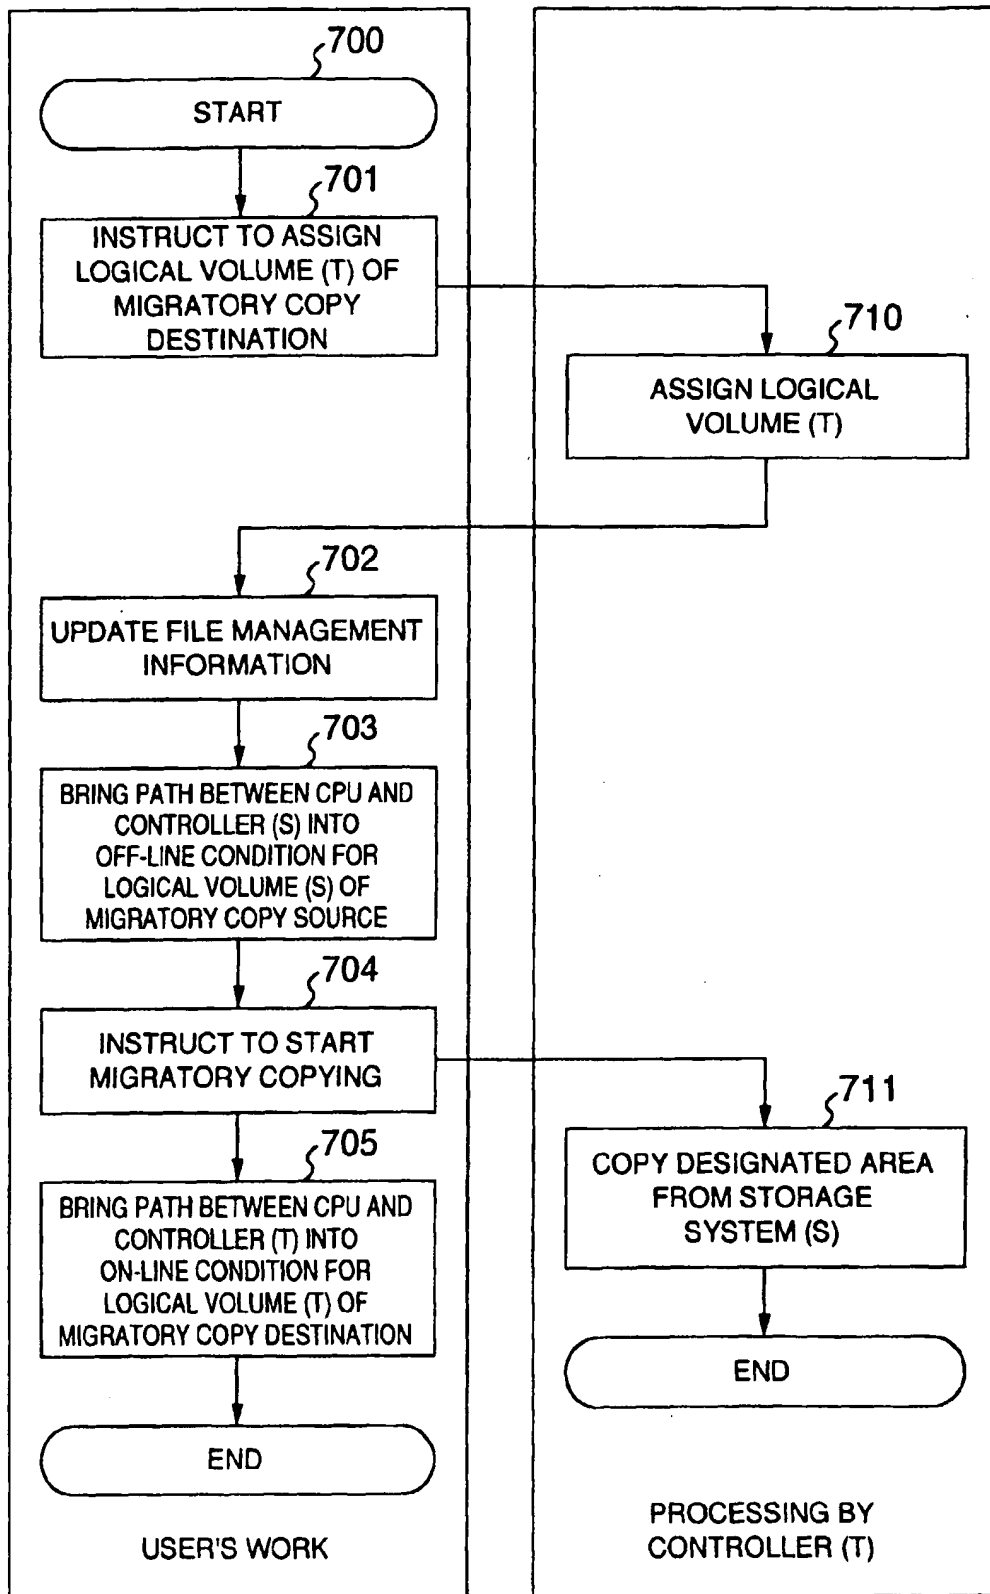 700
START
701
INSTRUCT TO ASSIGN
LOGICAL VOLUME (T) OF
MIGRATORY COPY
DESTINATION
710
ASSIGN LOGICAL
VOLUME (T)
702
UPDATE FILE MANAGEMENT
INFORMATION
703
BRING PATH BETWEEN CPU AND
CONTROLLER (S) INTO
OFF-LINE CONDITION FOR
LOGICAL VOLUME (S) OF
MIGRATORY COPY SOURCE
704
INSTRUCT TO START
MIGRATORY COPYING
711
COPY DESIGNATED AREA
FROM STORAGE
SYSTEM (S)
705
BRING PATH BETWEEN CPU AND
CONTROLLER (T) INTO
ON-LINE CONDITION FOR
LOGICAL VOLUME (T) OF
MIGRATORY COPY DESTINATION
END
END
USER'S WORK
PROCESSING BY
CONTROLLER (T)